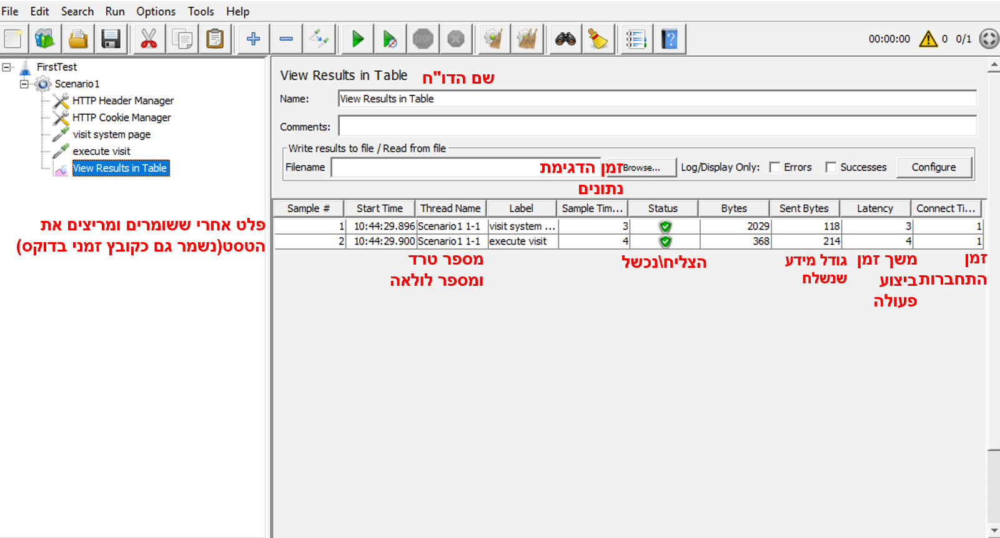 File Edit Search Run Options Tools Help
STOP
00:00:00 0 0/1
FirstTest
Scenario1
HTTP Header Manager
HTTP Cookie Manager
visit system page
execute visit
View Results in Table
פלט אחרי ששומרים ומריצים את
הטסט(נשמר גם כקובץ זמני בדוקס)
View Results in Table שם הדו"ח
Name: View Results in Table
Comments:
Write results to file / Read from file
Filename Browse... Log/Display Only: Errors Successes Configure
זמן הדגימת
נתונים
Sample # Start Time Thread Name Label Sample Tim... Status Bytes Sent Bytes Latency Connect Ti...
1 10:44:29.896 Scenario1 1-1 visit system ... 3 2029 118 3 1
2 10:44:29.900 Scenario1 1-1 execute visit 4 368 214 4 1
מספר טרד
ומספר לולאה
הצליח\נכשל
גודל מידע
שנשלח
משך זמן
ביצוע
פעולה
זמן
התחברות